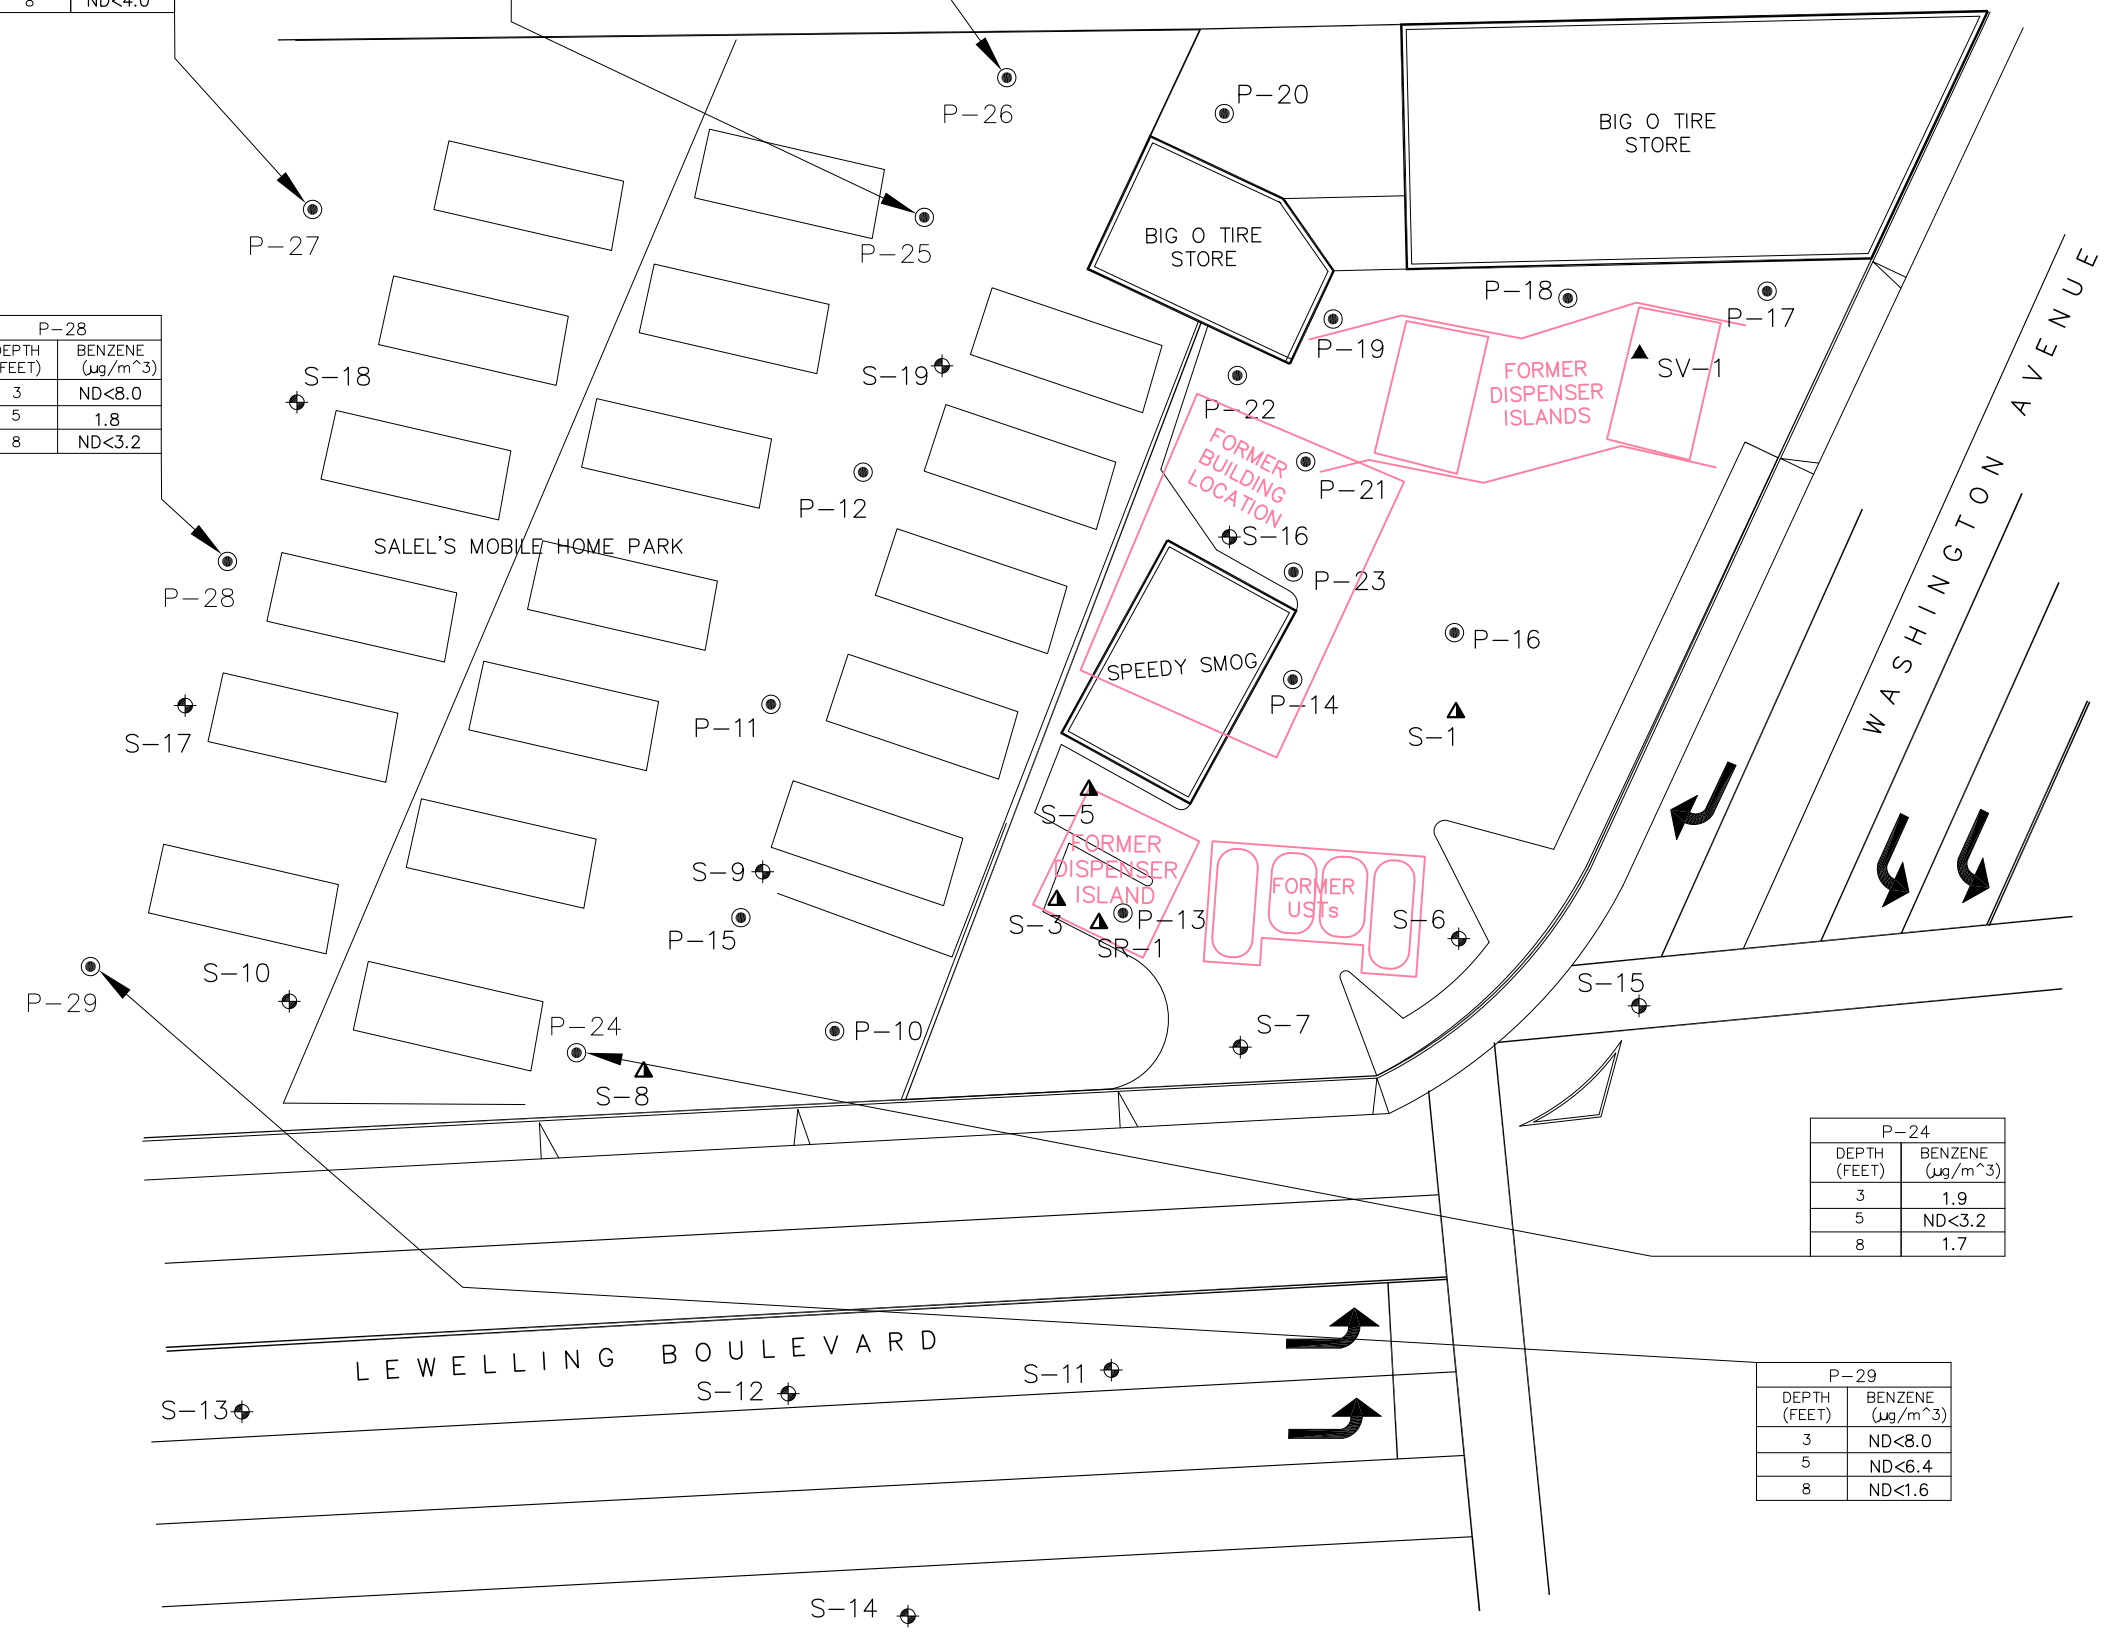 8 ND<4.0
P-26
P-20
BIG O TIRE
STORE
P-27
P-25
BIG O TIRE
STORE
P-18
P-17
P-19
P-28
DEPTH BENZENE
(FEET) (µg/m^3)
3 ND<8.0
5 1.8
8 ND<3.2
S-18
S-19
FORMER
DISPENSER
ISLANDS
SV-1
P-22
FORMER
BUILDING
LOCATION
P-21
P-12
S-16
SALEL'S MOBILE HOME PARK
P-28
P-23
P-16
SPEEDY SMOG
P-14
S-1
WASHINGTON AVENUE
S-17
P-11
S-5
FORMER
DISPENSER
ISLAND
S-9
FORMER
USTs
P-15
S-3
P-13
SR-1
S-6
S-10
P-29
P-24
P-10
S-7
S-15
S-8
P-24
DEPTH BENZENE
(FEET) (µg/m^3)
3 1.9
5 ND<3.2
8 1.7
LEWELLING BOULEVARD
S-11
S-12
S-13
P-29
DEPTH BENZENE
(FEET) (µg/m^3)
3 ND<8.0
5 ND<6.4
8 ND<1.6
S-14